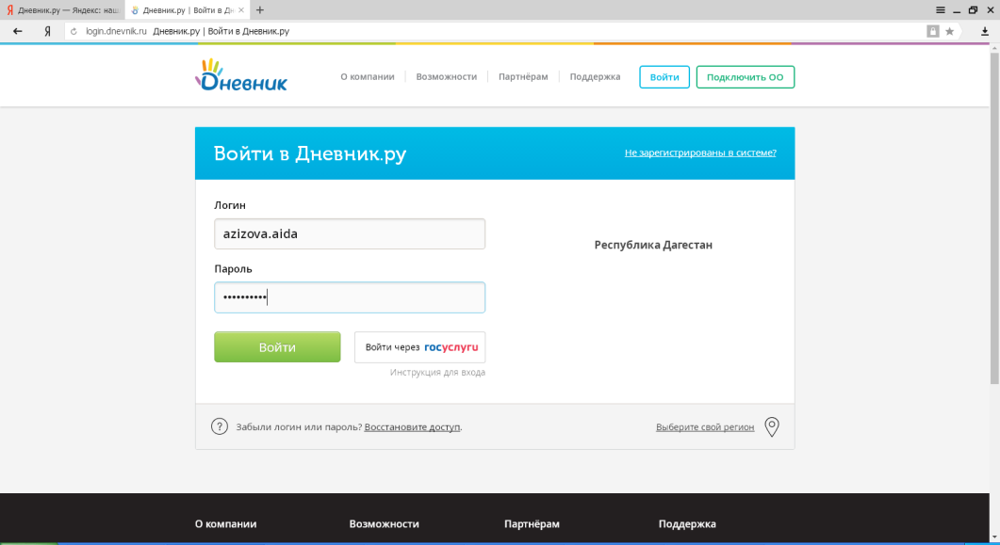 Дневник.ру — Яндекс: наш
Дневник.ру | Войти в Дн
login.dnevnik.ru Дневник.ру | Войти в Дневник.ру
Дневник
О компании Возможности Партнёрам Поддержка Войти Подключить ОО
Войти в Дневник.ру
Не зарегистрированы в системе?
Логин
azizova.aida
Республика Дагестан
Пароль
••••••••••
Войти
Войти через госуслуги
Инструкция для входа
? Забыли логин или пароль? Восстановите доступ.
Выберите свой регион
О компании Возможности Партнёрам Поддержка